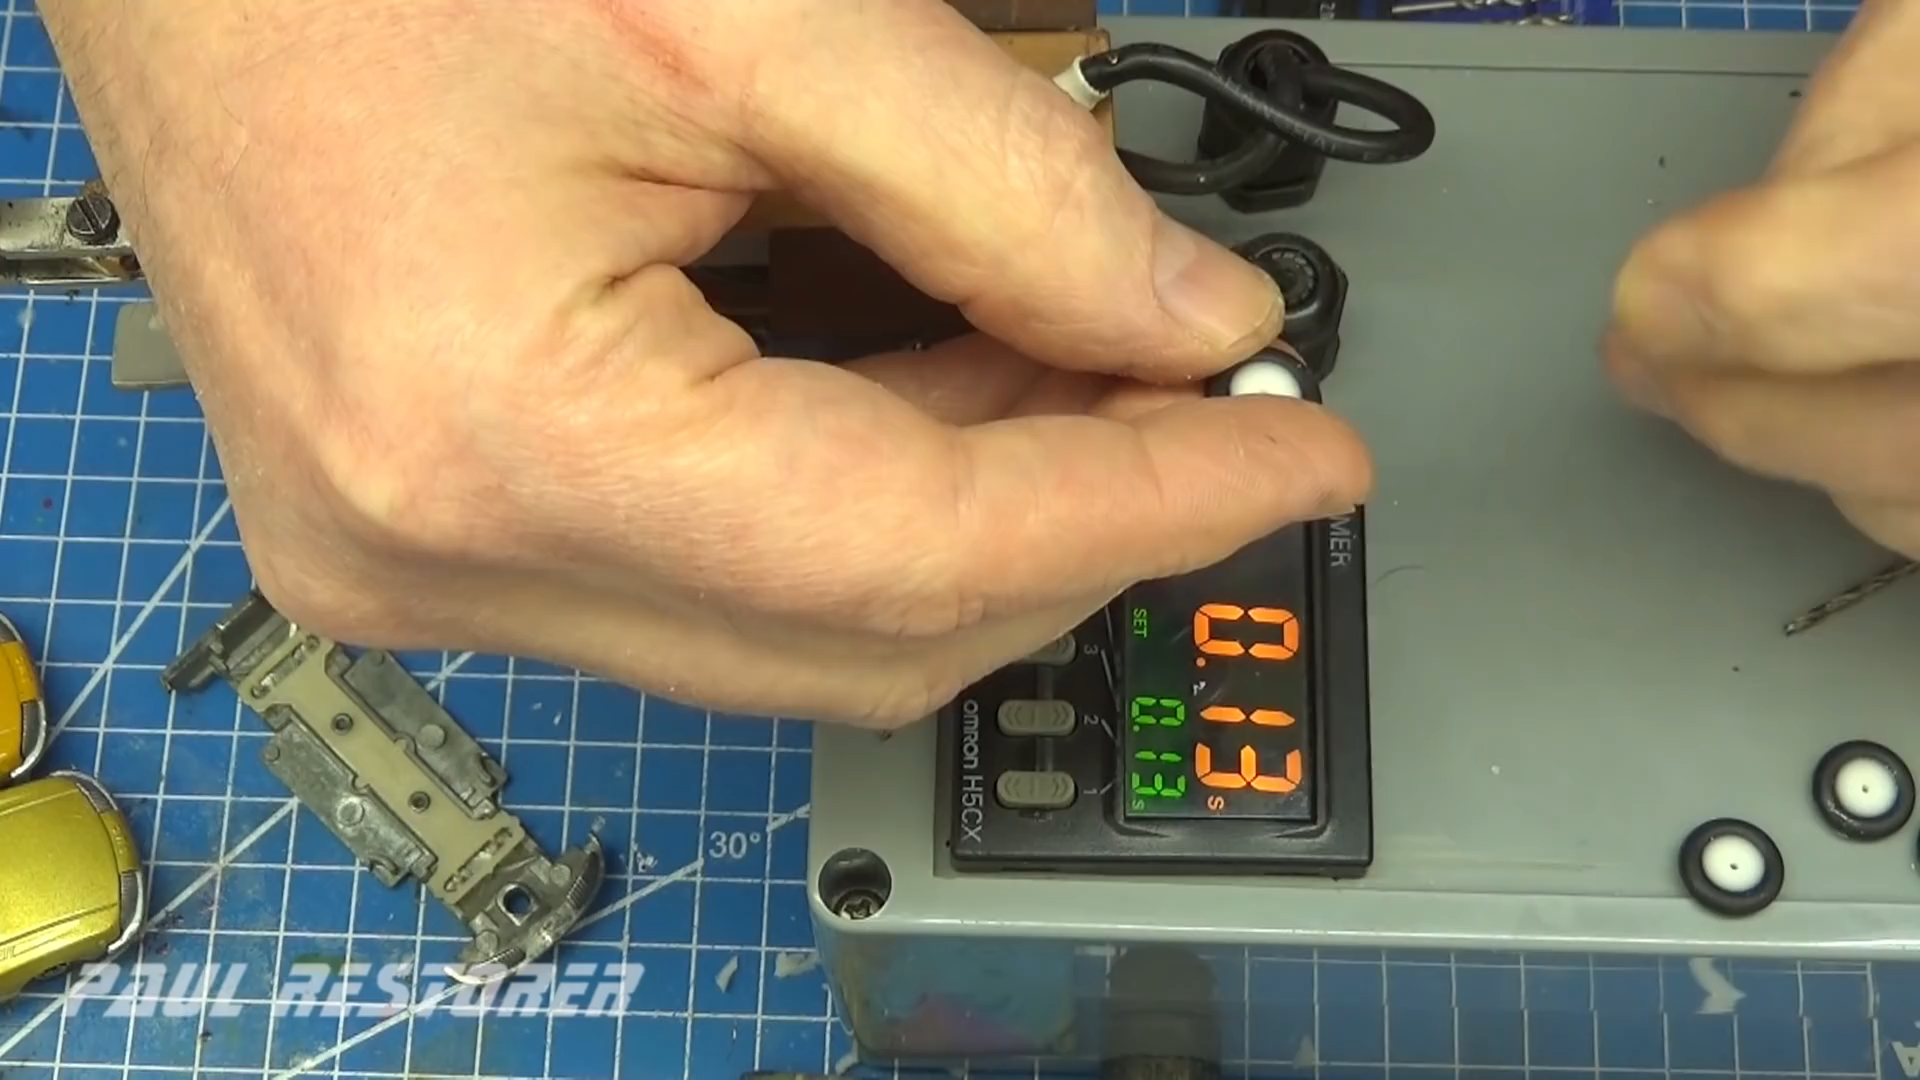 MER
SET
0.13
s
0.13
s
3
2
1
omron H5CX
30°
PAUL RESTORER
A